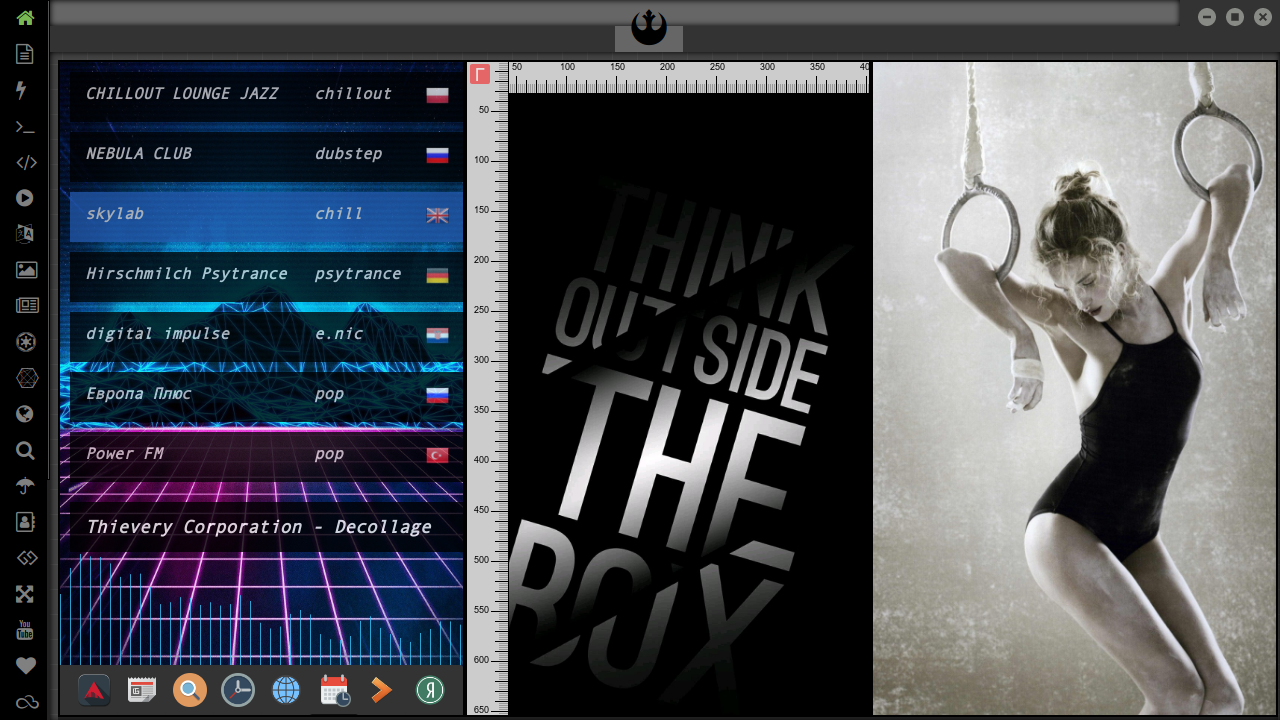 CHILLOUT LOUNGE JAZZ chillout
NEBULA CLUB dubstep
skylab chill
Hirschmilch Psytrance psytrance
digital impulse e.nic
Европа Плюс pop
Power FM pop
Thievery Corporation - Decollage
50 100 150 200 250 300 350 40
50
100
150
200
250
300
350
400
450
500
550
600
650
THINK
OUTSIDE
THE
BOX
You
Tube
Я